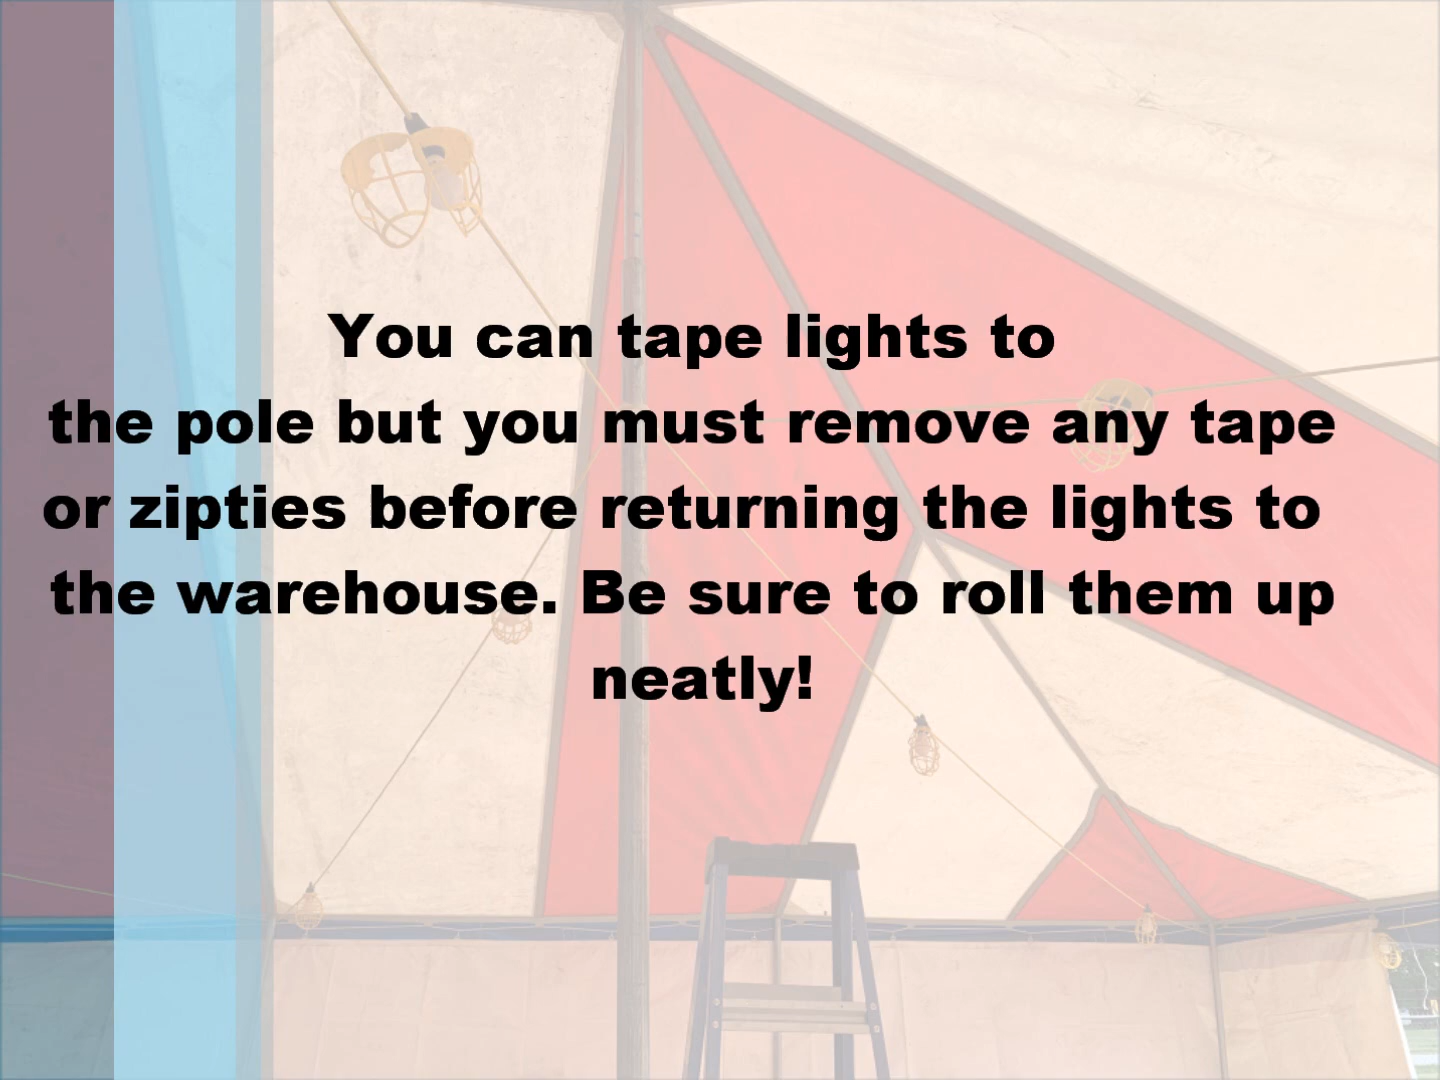 You can tape lights to
the pole but you must remove any tape
or zipties before returning the lights to
the warehouse. Be sure to roll them up
neatly!